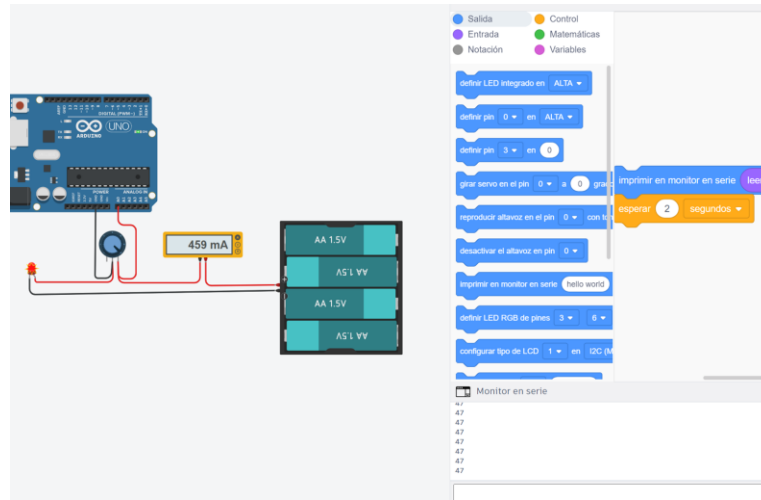 Salida
Control
Entrada
Matemáticas
Notación
Variables
definir LED integrado en ALTA
definir pin 0 en ALTA
definir pin 3 en 0
girar servo en el pin 0 a 0 grad
reproducir altavoz en el pin 0 con to
desactivar el altavoz en pin 0
imprimir en monitor en serie hello world
definir LED RGB de pines 3 6
configurar tipo de LCD 1 en I2C (M
imprimir en monitor en serie leer
esperar 2 segundos
Monitor en serie
47
47
47
47
47
47
47
47
DIGITAL (PWM~)
UNO
ARDUINO
POWER
ANALOG IN
459 mA
AA 1.5V
AA 1.5V
AA 1.5V
AA 1.5V